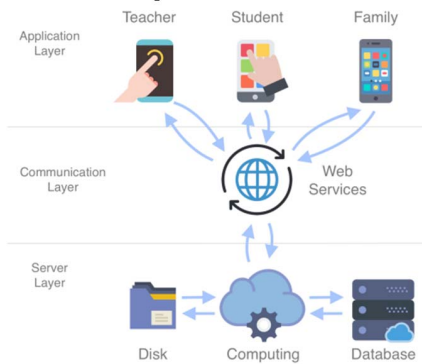 Teacher Student Family
Application
Layer
Communication
Layer
Web
Services
Server
Layer
Disk Computing Database